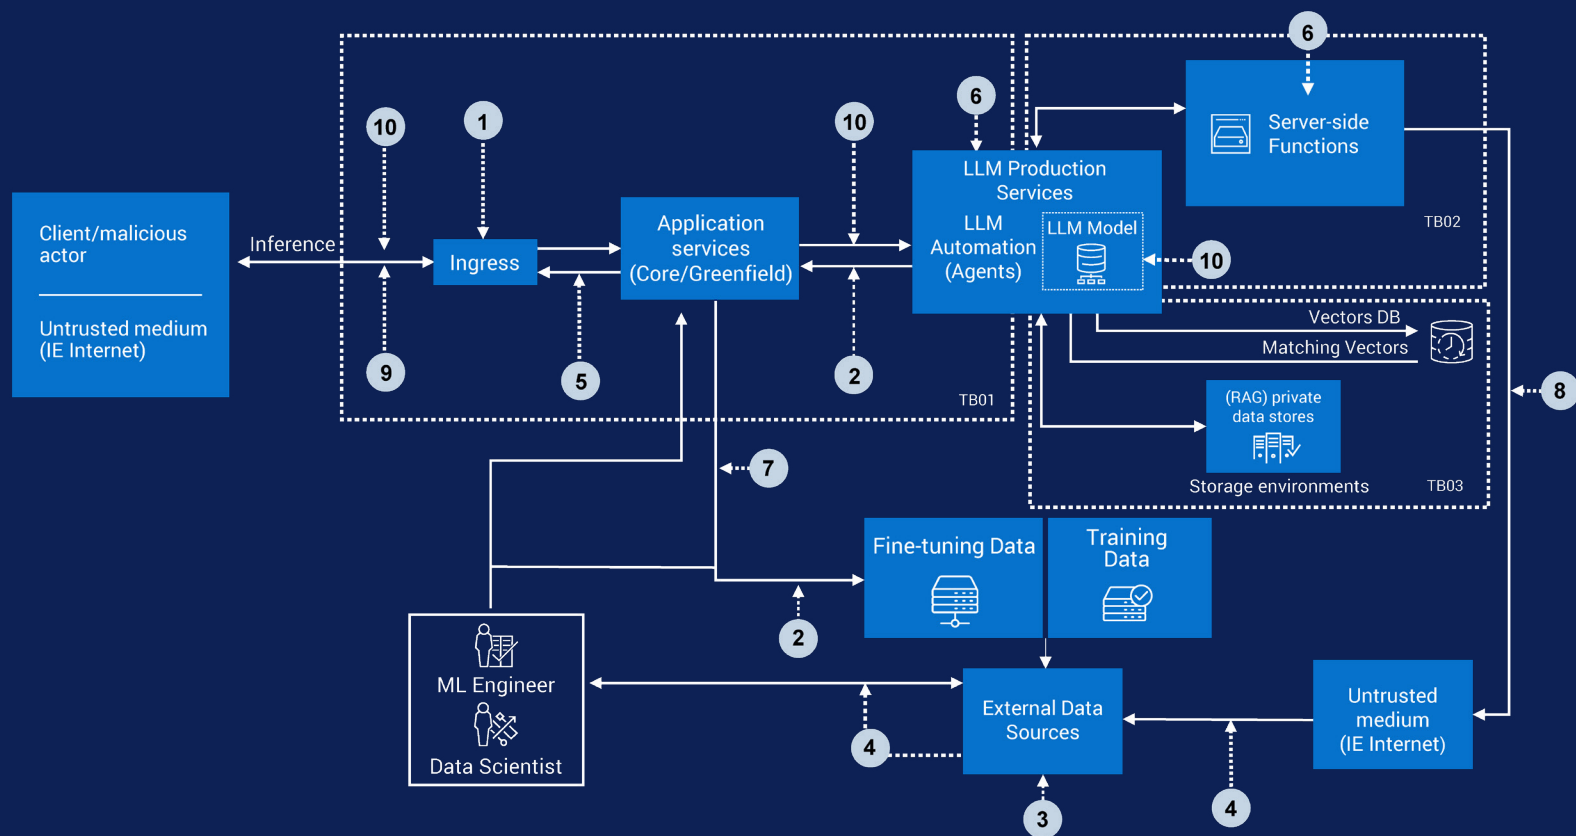 6
6
10
1
10
Server-side
Functions
LLM Production
Services
TB02
Client/malicious
actor
Inference
Application
services
(Core/Greenfield)
LLM
Automation
(Agents)
LLM Model
Ingress
10
Untrusted medium
(IE Internet)
9
5
2
TB01
Vectors DB
Matching Vectors
8
(RAG) private
data stores
Storage environments
TB03
7
Fine-tuning Data
Training
Data
2
ML Engineer
Data Scientist
4
External Data
Sources
Untrusted
medium
(IE Internet)
3
4